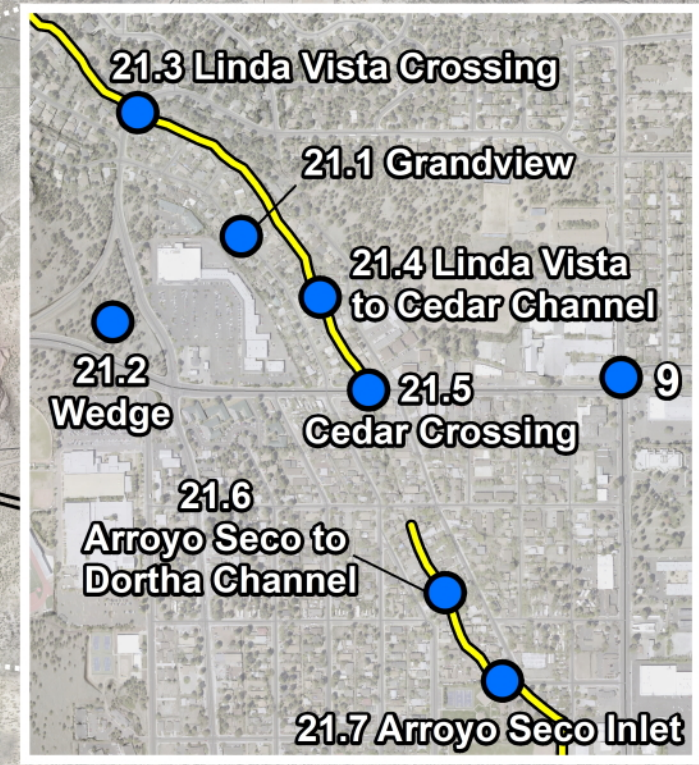 21.3 Linda Vista Crossing
21.1 Grandview
21.4 Linda Vista
to Cedar Channel
21.2
Wedge
21.5
Cedar Crossing
9
21.6
Arroyo Seco to
Dortha Channel
21.7 Arroyo Seco Inlet